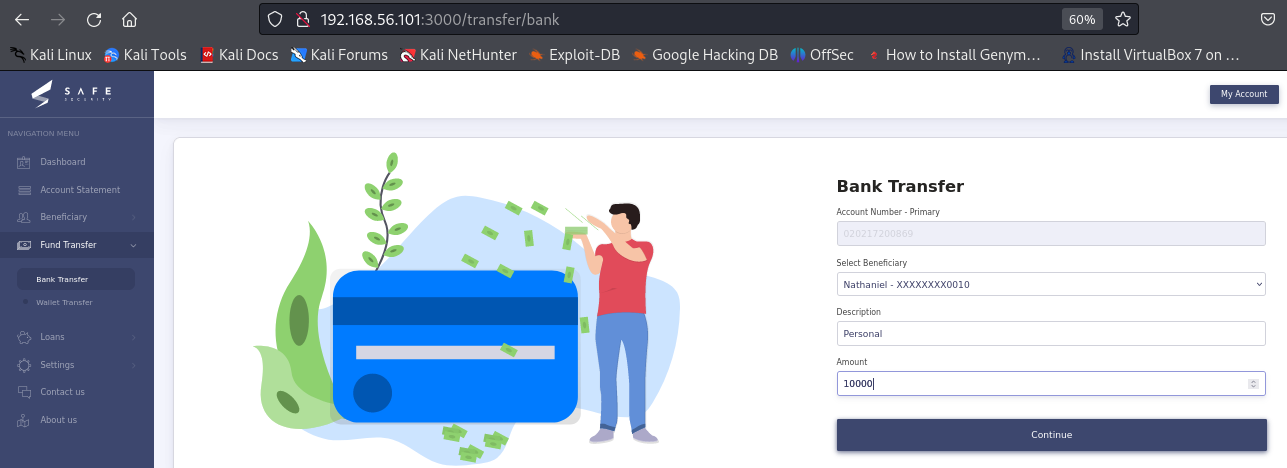 192.168.56.101:3000/transfer/bank
60%
Kali Linux Kali Tools Kali Docs Kali Forums Kali NetHunter Exploit-DB Google Hacking DB OffSec How to Install Genym… Install VirtualBox 7 on …
SAFE
SECURITY
My Account
NAVIGATION MENU
Dashboard
Account Statement
Beneficiary
Fund Transfer
Bank Transfer
Wallet Transfer
Loans
Settings
Contact us
About us
Bank Transfer
Account Number - Primary
020217200869
Select Beneficiary
Nathaniel - XXXXXXXX0010
Description
Personal
Amount
10000
Continue